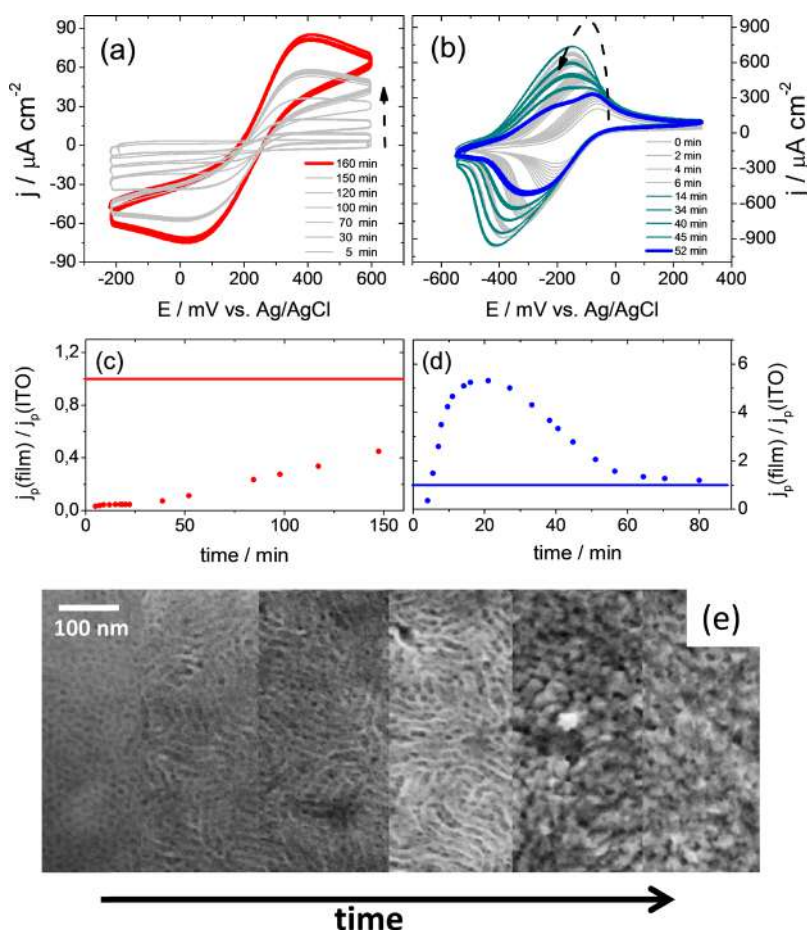 (a)
j / µA cm⁻²
90
60
30
0
-30
-60
-90
160 min
150 min
120 min
100 min
70 min
30 min
5 min
-200 0 200 400 600
E / mV vs. Ag/AgCl
(b)
900
600
300
0
-300
-600
-900
j / µA cm⁻²
0 min
2 min
4 min
6 min
14 min
34 min
40 min
45 min
52 min
-600 -400 -200 0 200 400
E / mV vs. Ag/AgCl
(c)
jp(film) / jp(ITO)
1,2
0,8
0,4
0,0
0 50 100 150
time / min
(d)
6
4
2
0
jp(film) / jp(ITO)
0 20 40 60 80
time / min
100 nm
(e)
time